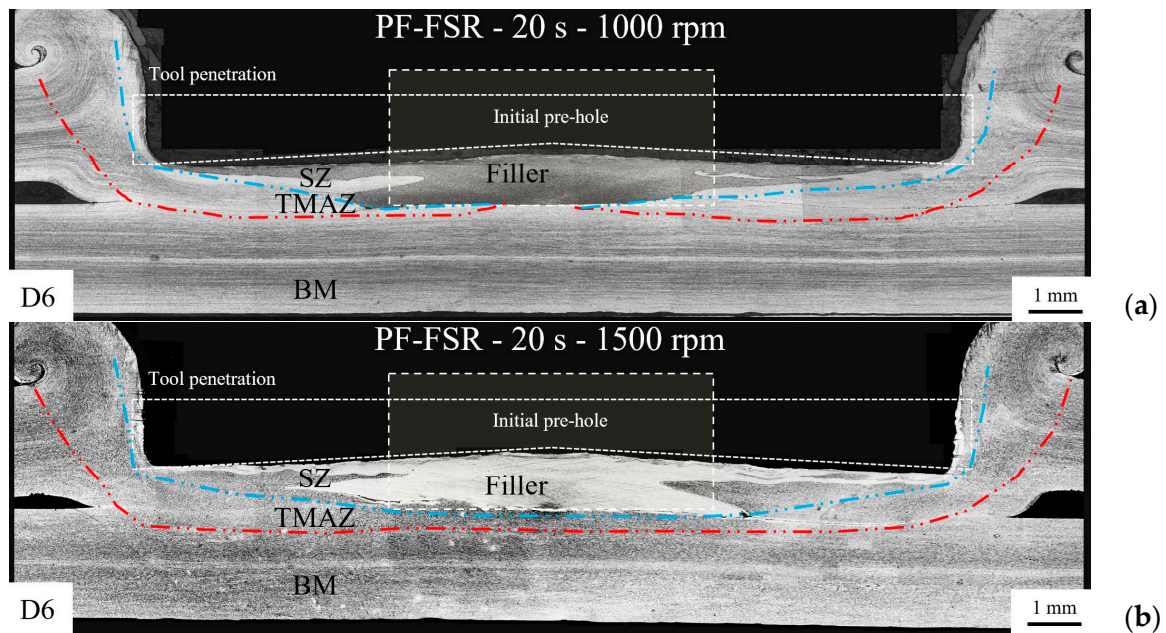 PF-FSR - 20 s - 1000 rpm
Tool penetration
Initial pre-hole
SZ
Filler
TMAZ
BM
D6
1 mm
(a)
PF-FSR - 20 s - 1500 rpm
Tool penetration
Initial pre-hole
SZ
Filler
TMAZ
BM
D6
1 mm
(b)